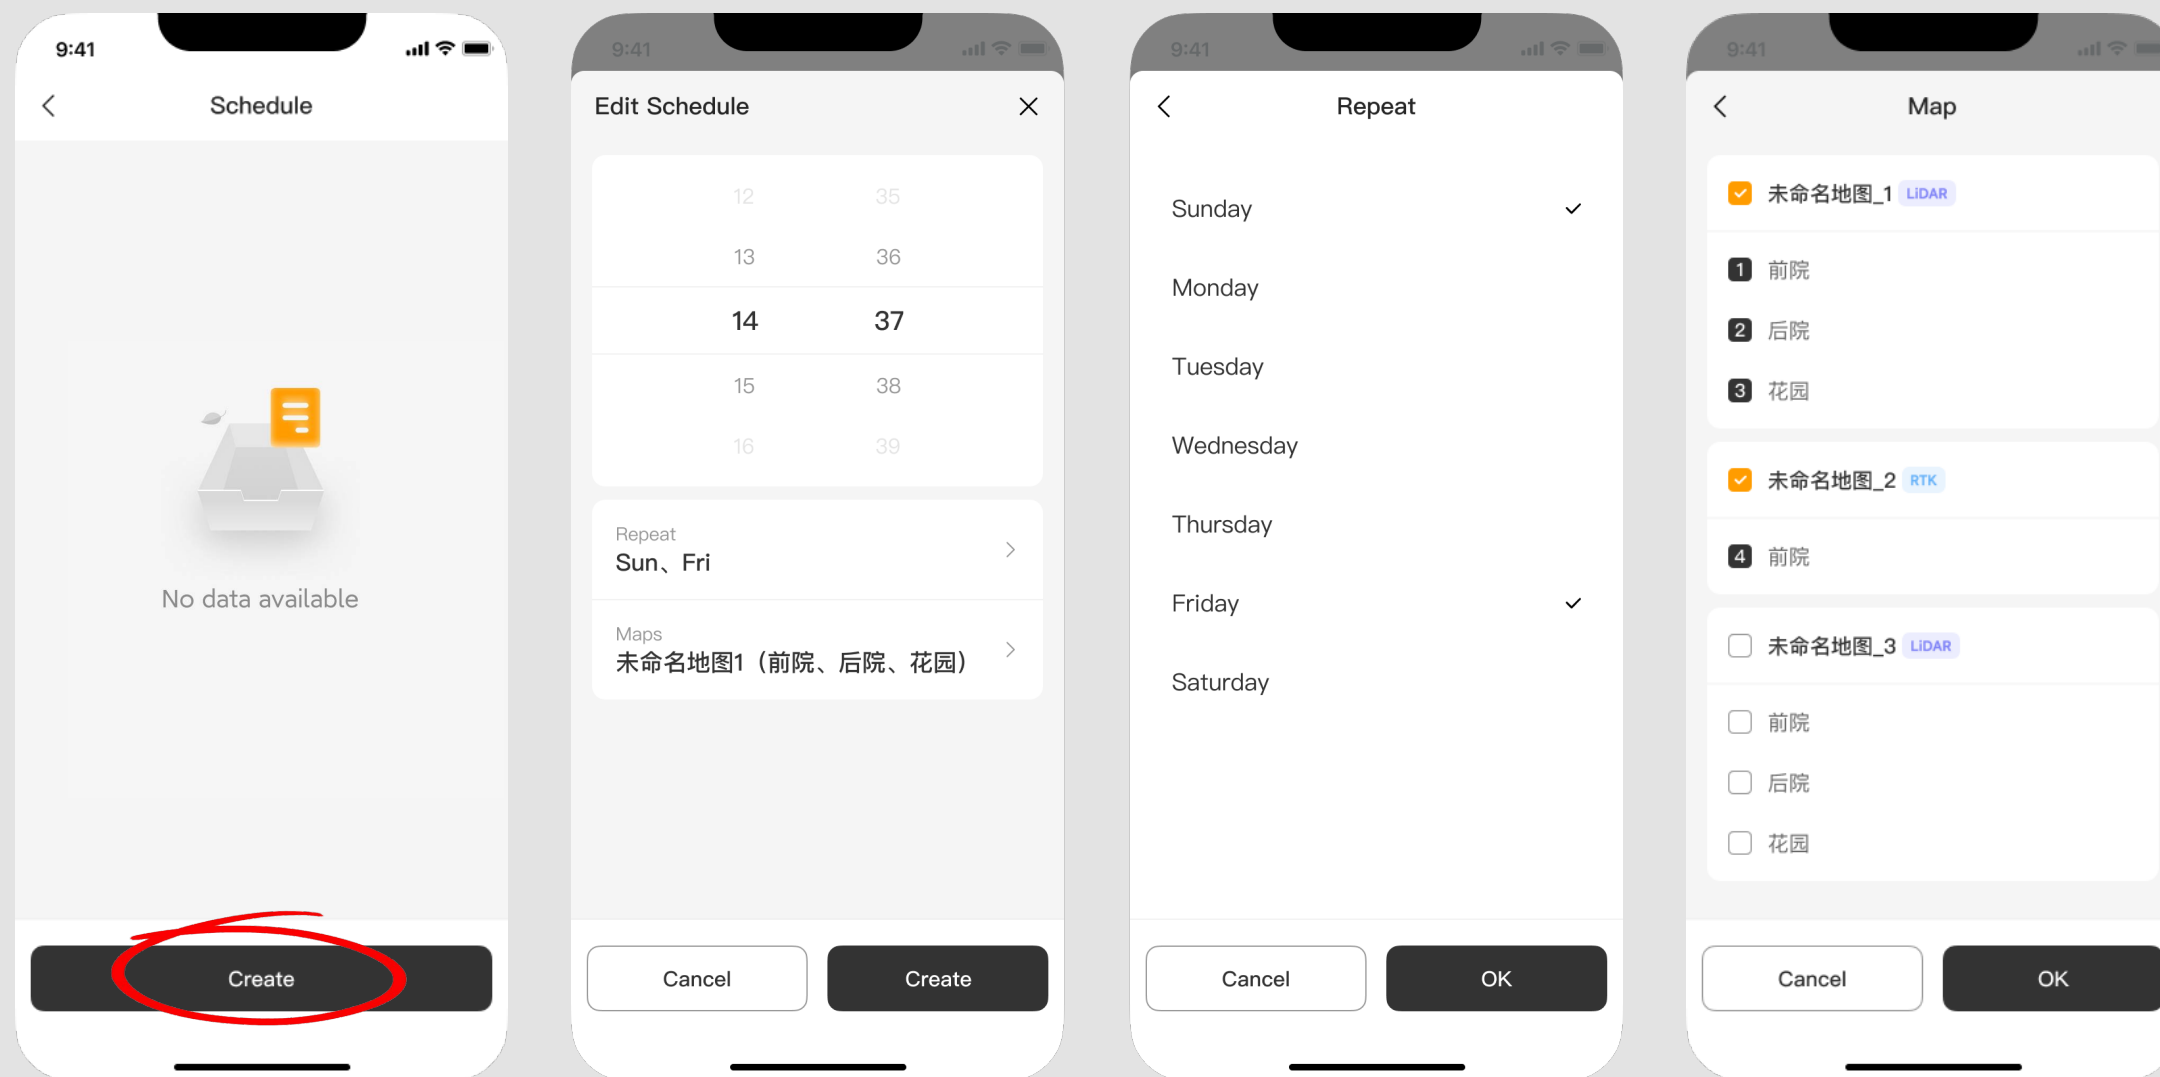 9:41
Schedule
No data available
Create
9:41
Edit Schedule
12 35
13 36
14 37
15 38
16 39
Repeat
Sun、Fri
Maps
未命名地图1（前院、后院、花园）
Cancel Create
9:41
Repeat
Sunday
Monday
Tuesday
Wednesday
Thursday
Friday
Saturday
Cancel OK
9:41
Map
未命名地图_1 LiDAR
1 前院
2 后院
3 花园
未命名地图_2 RTK
4 前院
未命名地图_3 LiDAR
前院
后院
花园
Cancel OK